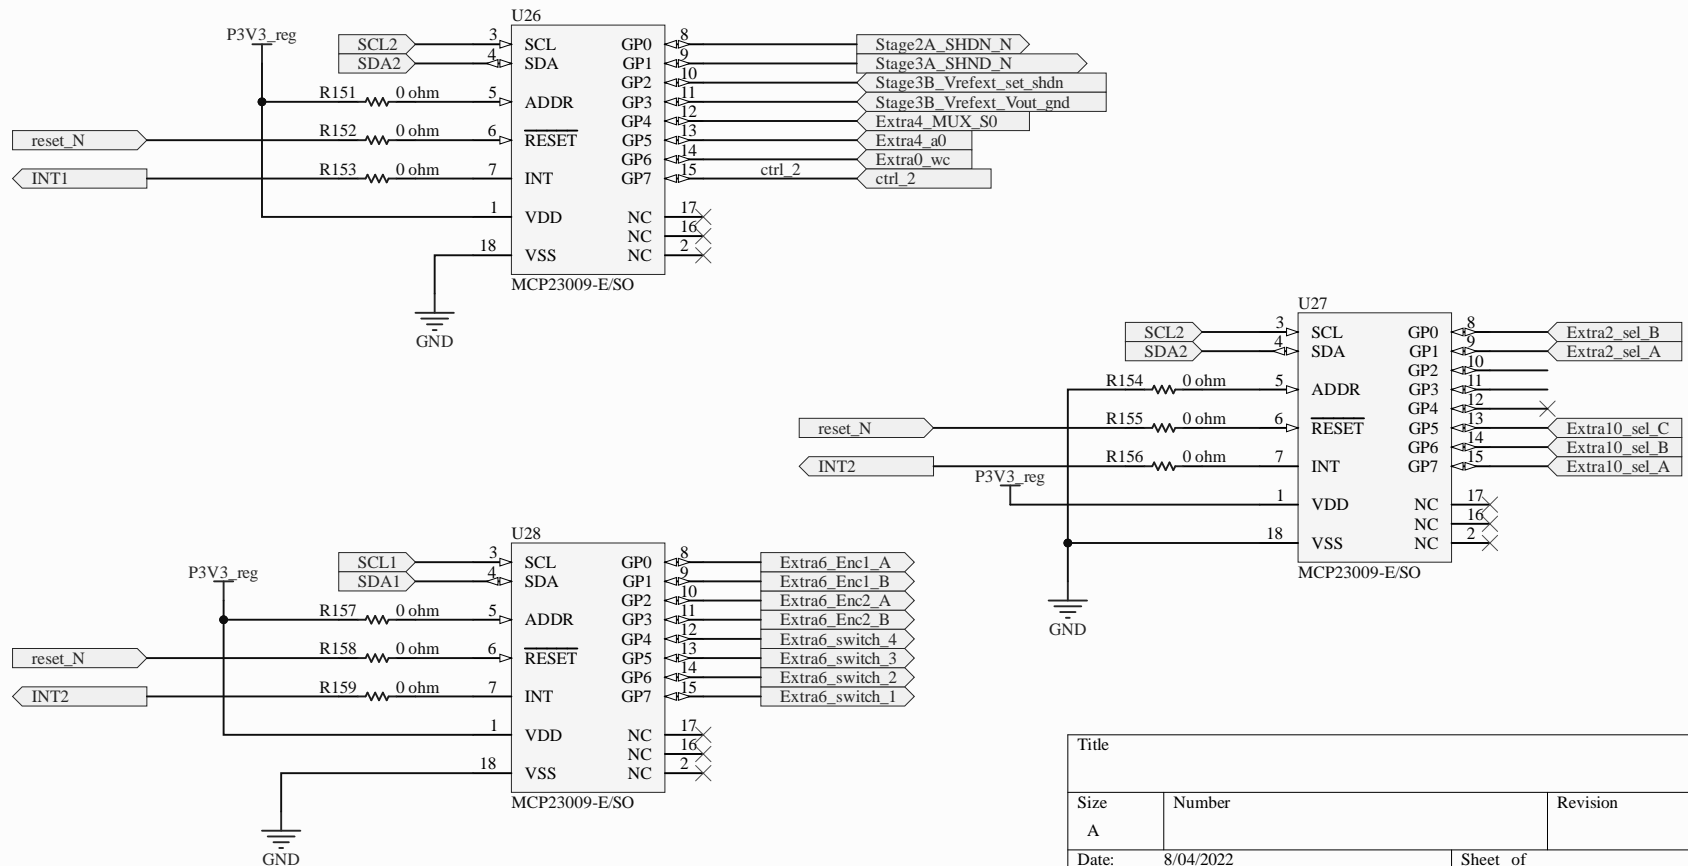 U26
P3V3_reg
SCL2 3 SCL GP0 8 Stage2A_SHDN_N
SDA2 4 SDA GP1 9 Stage3A_SHND_N
GP2 10 Stage3B_Vrefext_set_shdn
R151 0 ohm 5 ADDR GP3 11 Stage3B_Vrefext_Vout_gnd
GP4 12 Extra4_MUX_S0
reset_N R152 0 ohm 6 RESET GP5 13 Extra4_a0
GP6 14 Extra0_wc
INT1 R153 0 ohm 7 INT GP7 15 ctrl_2 ctrl_2
1 VDD NC 17
NC 16
18 VSS NC 2
MCP23009-E/SO
GND
U27
SCL2 3 SCL GP0 8 Extra2_sel_B
SDA2 4 SDA GP1 9 Extra2_sel_A
GP2 10
R154 0 ohm 5 ADDR GP3 11
GP4 12
reset_N R155 0 ohm 6 RESET GP5 13 Extra10_sel_C
GP6 14 Extra10_sel_B
INT2 R156 0 ohm 7 INT GP7 15 Extra10_sel_A
P3V3_reg
1 VDD NC 17
NC 16
18 VSS NC 2
MCP23009-E/SO
GND
U28
P3V3_reg
SCL1 3 SCL GP0 8 Extra6_Enc1_A
SDA1 4 SDA GP1 9 Extra6_Enc1_B
GP2 10 Extra6_Enc2_A
R157 0 ohm 5 ADDR GP3 11 Extra6_Enc2_B
GP4 12 Extra6_switch_4
reset_N R158 0 ohm 6 RESET GP5 13 Extra6_switch_3
GP6 14 Extra6_switch_2
INT2 R159 0 ohm 7 INT GP7 15 Extra6_switch_1
1 VDD NC 17
NC 16
18 VSS NC 2
MCP23009-E/SO
GND
Title
Size Number Revision
A
Date: 8/04/2022 Sheet of